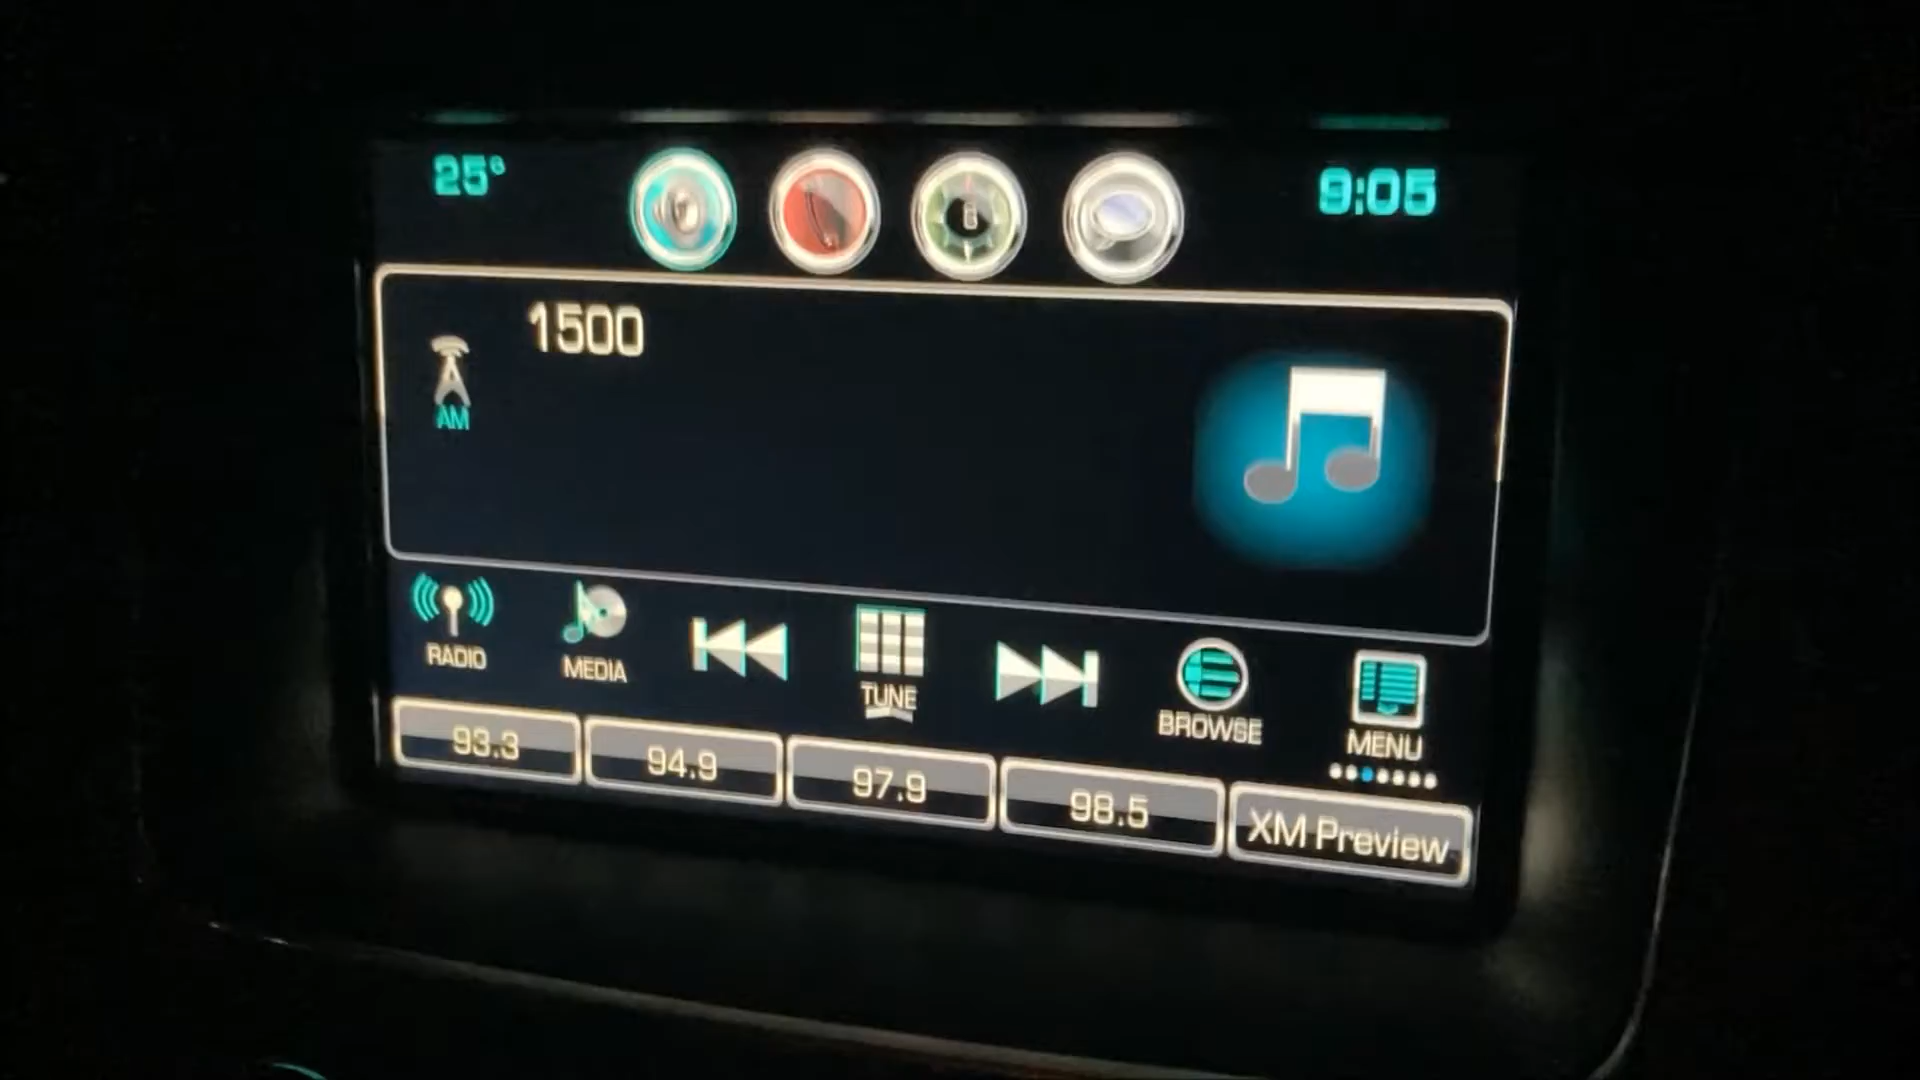 25°
9:05
1500
AM
RADIO
MEDIA
TUNE
BROWSE
MENU
93.3
94.9
97.9
98.5
XM Preview